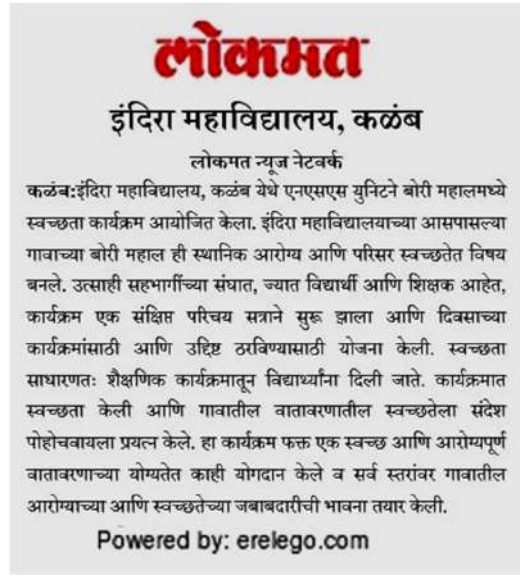 लोकमत
इंदिरा महाविद्यालय, कळंब
लोकमत न्यूज नेटवर्क
कळंब:इंदिरा महाविद्यालय, कळंब येथे एनएसएस युनिटने बोरी महालमध्ये
स्वच्छता कार्यक्रम आयोजित केला. इंदिरा महाविद्यालयाच्या आसपासल्या
गावाच्या बोरी महाल ही स्थानिक आरोग्य आणि परिसर स्वच्छतेत विषय
बनले. उत्साही सहभागींच्या संघात, ज्यात विद्यार्थी आणि शिक्षक आहेत,
कार्यक्रम एक संक्षिप्त परिचय सत्राने सुरू झाला आणि दिवसाच्या
कार्यक्रमांसाठी आणि उद्दिष्ट ठरविण्यासाठी योजना केली. स्वच्छता
साधारणतः शैक्षणिक कार्यक्रमातून विद्यार्थ्यांना दिली जाते. कार्यक्रमात
स्वच्छता केली आणि गावातील वातावरणातील स्वच्छतेला संदेश
पोहोचवायला प्रयत्न केले. हा कार्यक्रम फक्त एक स्वच्छ आणि आरोग्यपूर्ण
वातावरणाच्या योग्यतेत काही योगदान केले व सर्व स्तरांवर गावातील
आरोग्याच्या आणि स्वच्छतेच्या जबाबदारीची भावना तयार केली.
Powered by: erelego.com